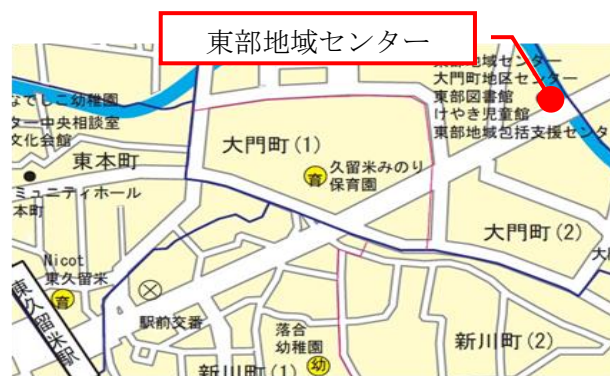 東部地域センター
東部地域センター
大門町地区センター
東部図書館
けやき児童館
東部地域包括支援センタ
なでしこ幼稚園
ター中央相談室
文化会館
大門町(1)
東本町
育
久留米みのり
保育園
ミュニティホール
本町
大門町(2)
Nicot
東久留米
育
東久留米駅
駅前交番
落合
幼稚園
幼
新川町(1)
新川町(2)